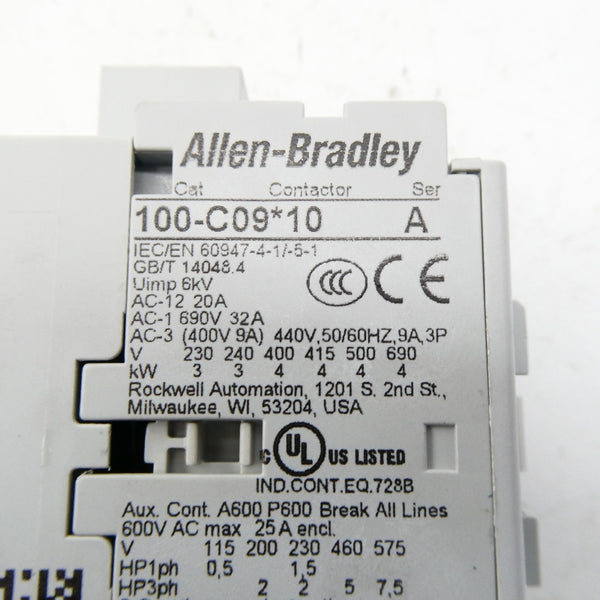 Allen-Bradley
Cat Contactor Ser
100-C09*10 A
IEC/EN 60947-4-1/-5-1
GB/T 14048.4
Uimp 6kV
AC-12 20A
CCC CE
AC-1 690V 32A
AC-3 (400V 9A) 440V,50/60HZ,9A,3P
V 230 240 400 415 500 690
kW 3 3 4 4 4 4
Rockwell Automation, 1201 S. 2nd St.,
Milwaukee, WI, 53204, USA
C UL US LISTED
IND.CONT.EQ.728B
Aux. Cont. A600 P600 Break All Lines
600V AC max 25A encl.
V 115 200 230 460 575
HP1ph 0,5 1,5
HP3ph 2 2 5 7,5